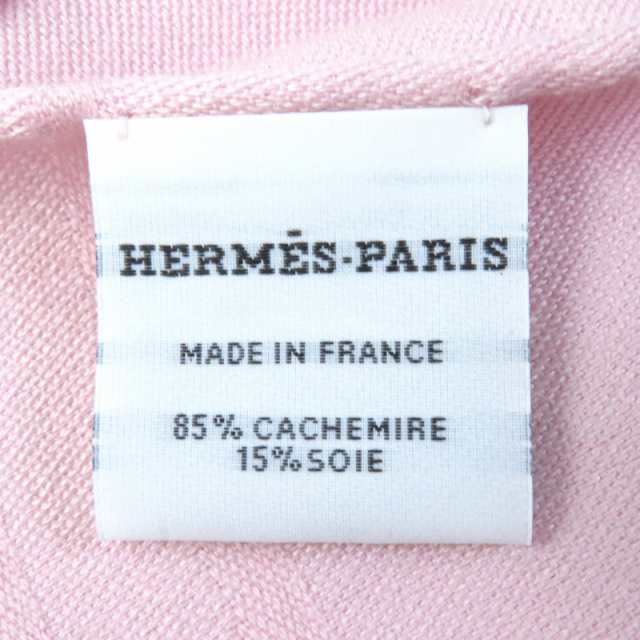 HERMÈS-PARIS
MADE IN FRANCE
85% CACHEMIRE
15% SOIE